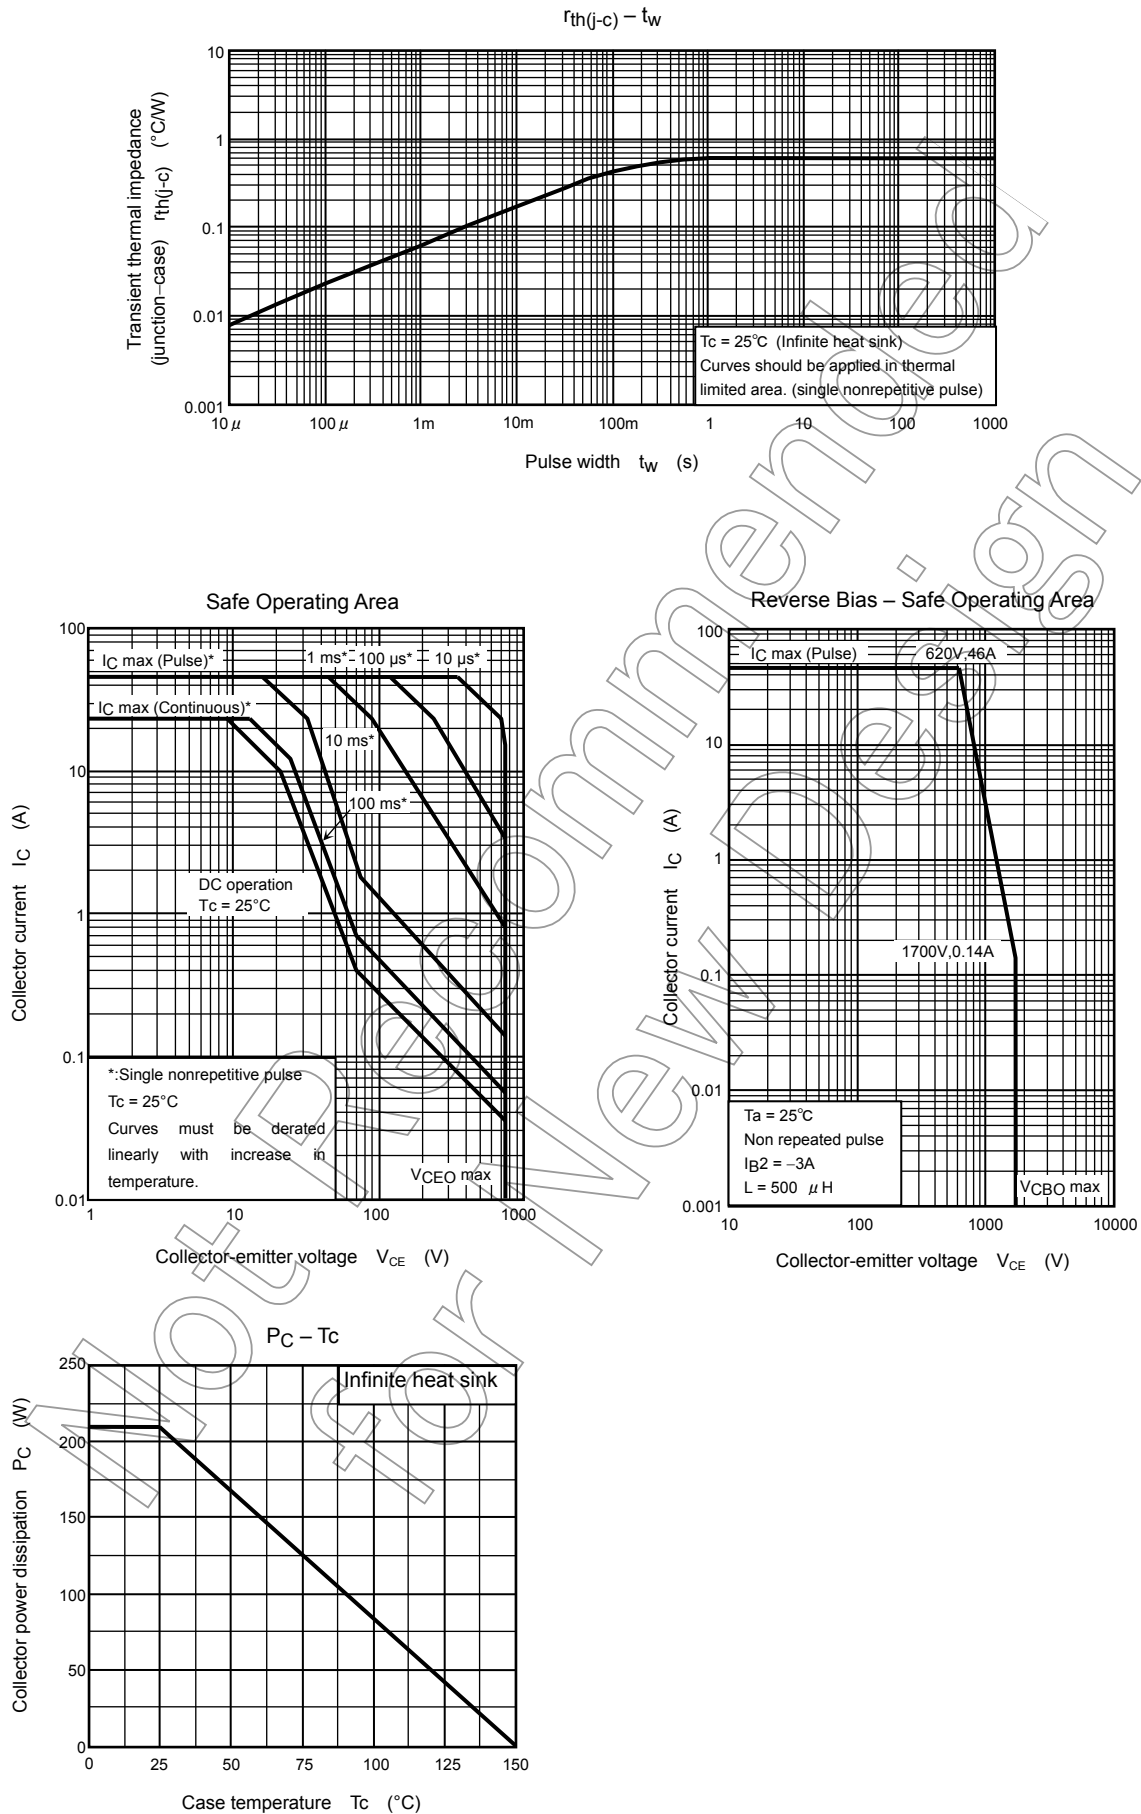 rth(j-c) – tw
Transient thermal impedance
(junction–case) rth(j-c) (°C/W)
10
1
0.1
0.01
0.001
Tc = 25°C (Infinite heat sink)
Curves should be applied in thermal
limited area. (single nonrepetitive pulse)
10 μ 100 μ 1m 10m 100m 1 10 100 1000
Pulse width tw (s)
Safe Operating Area
Collector current IC (A)
100
10
1
0.1
0.01
IC max (Pulse)* 1 ms* 100 μs* 10 μs*
IC max (Continuous)*
10 ms*
100 ms*
DC operation
Tc = 25°C
*:Single nonrepetitive pulse
Tc = 25°C
Curves must be derated
linearly with increase in
temperature.
VCEO max
1 10 100 1000
Collector-emitter voltage VCE (V)
Reverse Bias – Safe Operating Area
Collector current IC (A)
100
10
1
0.1
0.01
0.001
IC max (Pulse) 620V,46A
1700V,0.14A
Ta = 25°C
Non repeated pulse
IB2 = −3A
L = 500 μH
VCBO max
10 100 1000 10000
Collector-emitter voltage VCE (V)
PC – Tc
Collector power dissipation PC (W)
250
200
150
100
50
0
Infinite heat sink
0 25 50 75 100 125 150
Case temperature Tc (°C)
Not Recommended
for New Design